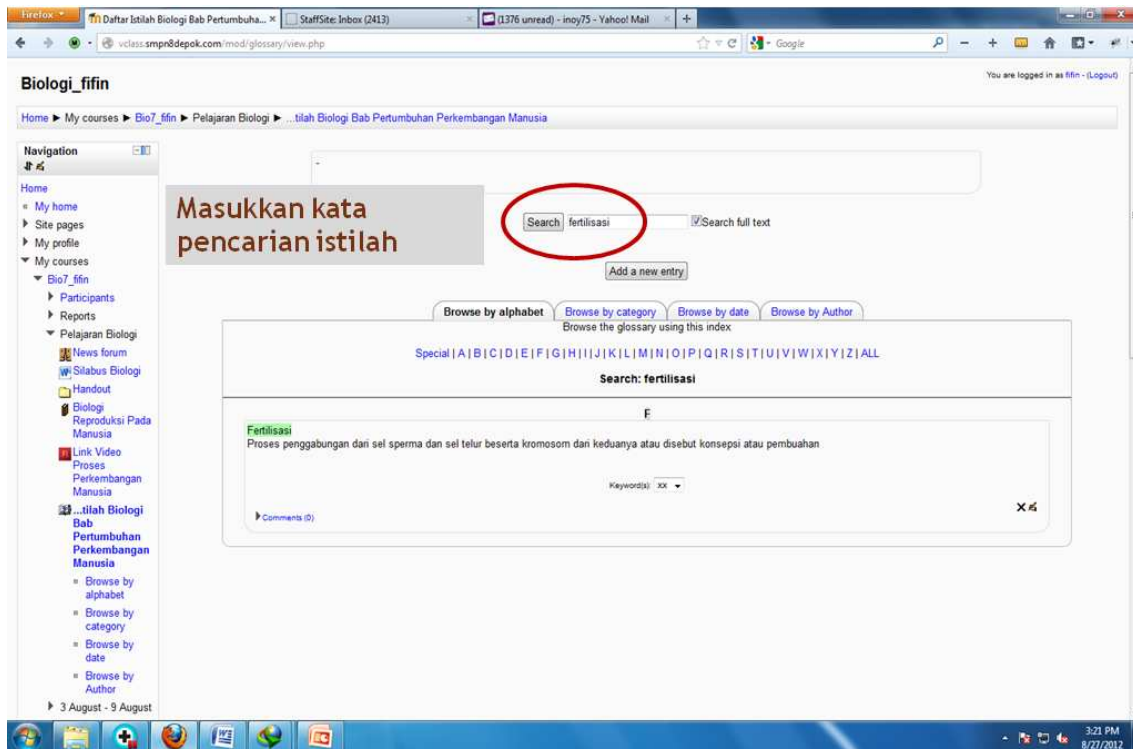 Firefox
Daftar Istilah Biologi Bab Pertumbuha... ×
StaffSite: Inbox (2413) ×
(1376 unread) - inoy75 - Yahoo! Mail ×
+
vclass.smpn8depok.com/mod/glossary/view.php
Google
Biologi_fifin
You are logged in as fifin - (Logout)
Home ► My courses ► Bio7_fifin ► Pelajaran Biologi ► ...tilah Biologi Bab Pertumbuhan Perkembangan Manusia
Navigation
Home
My home
Site pages
My profile
My courses
Bio7_fifin
Participants
Reports
Pelajaran Biologi
News forum
Silabus Biologi
Handout
Biologi
Reproduksi Pada
Manusia
Link Video
Proses
Perkembangan
Manusia
...tilah Biologi
Bab
Pertumbuhan
Perkembangan
Manusia
Browse by
alphabet
Browse by
category
Browse by
date
Browse by
Author
3 August - 9 August
-
Masukkan kata
pencarian istilah
Search fertilisasi Search full text
Add a new entry
Browse by alphabet Browse by category Browse by date Browse by Author
Browse the glossary using this index
Special | A | B | C | D | E | F | G | H | I | J | K | L | M | N | O | P | Q | R | S | T | U | V | W | X | Y | Z | ALL
Search: fertilisasi
F
Fertilisasi
Proses penggabungan dari sel sperma dan sel telur beserta kromosom dari keduanya atau disebut konsepsi atau pembuahan
Keyword(s): xx
Comments (0)
3:21 PM
8/27/2012